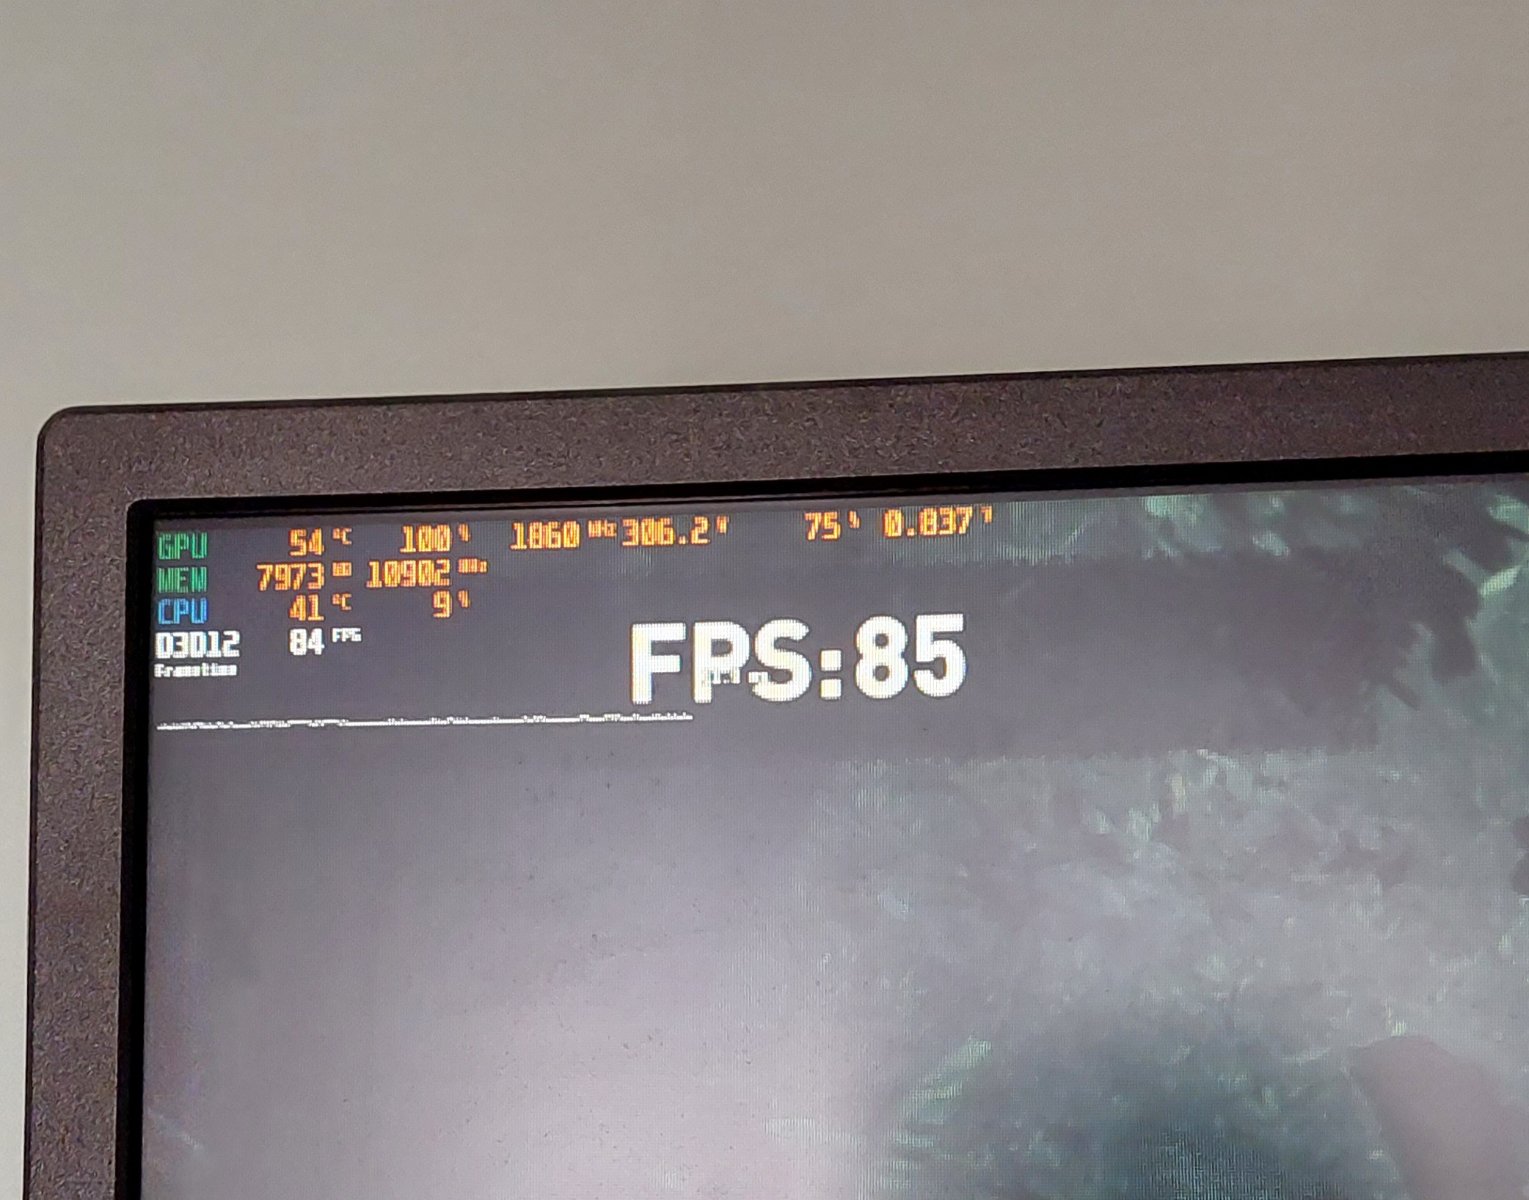 GPU 54 °C 100 % 1860 MHz 306.2 W 75 % 0.837 V
MEM 7973 MB 10902 MHz
CPU 41 °C 9 %
D3D12 84 FPS
Frametime
FPS:85